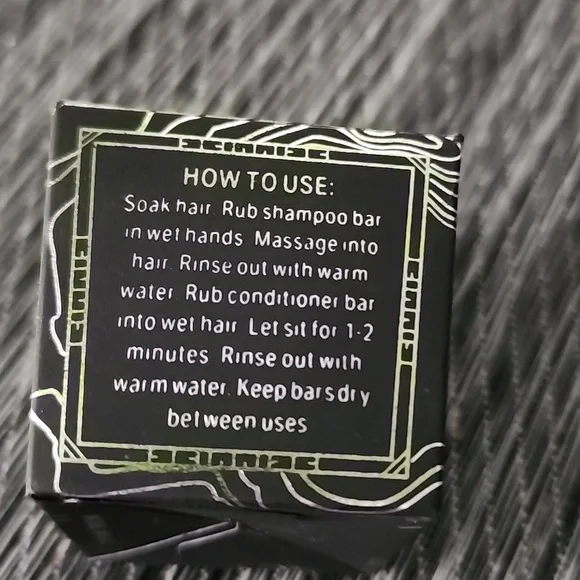 HOW TO USE:
Soak hair. Rub shampoo bar
in wet hands. Massage into
hair. Rinse out with warm
water. Rub conditioner bar
into wet hair. Let sit for 1-2
minutes. Rinse out with
warm water. Keep bars dry
between uses